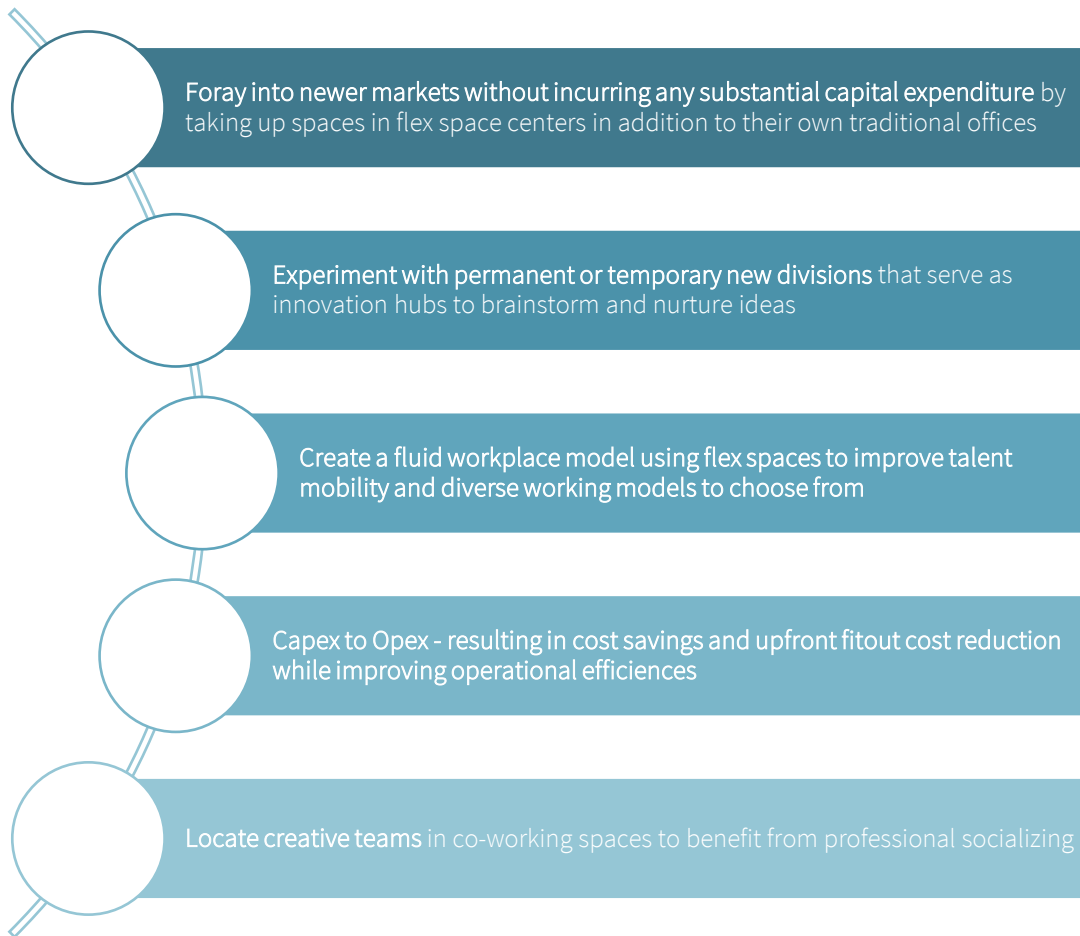 Foray into newer markets without incurring any substantial capital expenditure by
taking up spaces in flex space centers in addition to their own traditional offices
Experiment with permanent or temporary new divisions that serve as
innovation hubs to brainstorm and nurture ideas
Create a fluid workplace model using flex spaces to improve talent
mobility and diverse working models to choose from
Capex to Opex - resulting in cost savings and upfront fitout cost reduction
while improving operational efficiences
Locate creative teams in co-working spaces to benefit from professional socializing